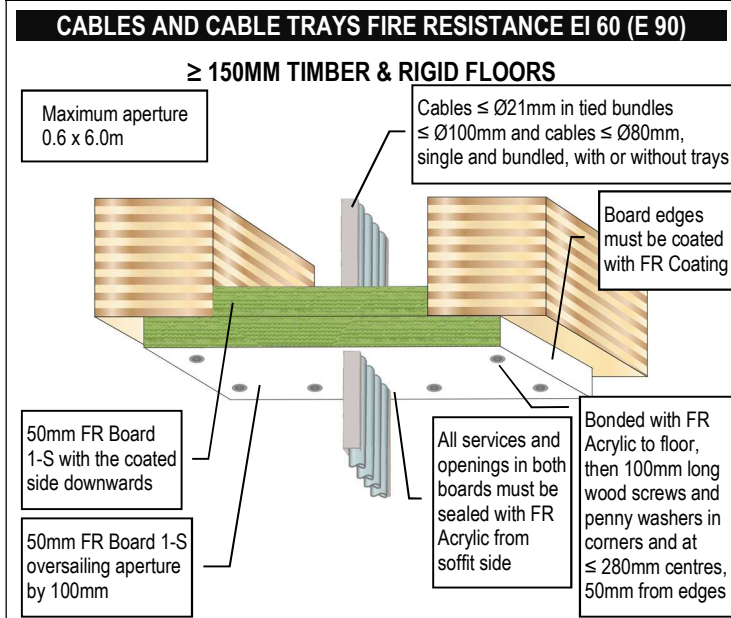 CABLES AND CABLE TRAYS FIRE RESISTANCE EI 60 (E 90)
≥ 150MM TIMBER & RIGID FLOORS
Maximum aperture
0.6 x 6.0m
Cables ≤ Ø21mm in tied bundles
≤ Ø100mm and cables ≤ Ø80mm,
single and bundled, with or without trays
Board edges
must be coated
with FR Coating
50mm FR Board
1-S with the coated
side downwards
50mm FR Board 1-S
oversailing aperture
by 100mm
All services and
openings in both
boards must be
sealed with FR
Acrylic from
soffit side
Bonded with FR
Acrylic to floor,
then 100mm long
wood screws and
penny washers in
corners and at
≤ 280mm centres,
50mm from edges